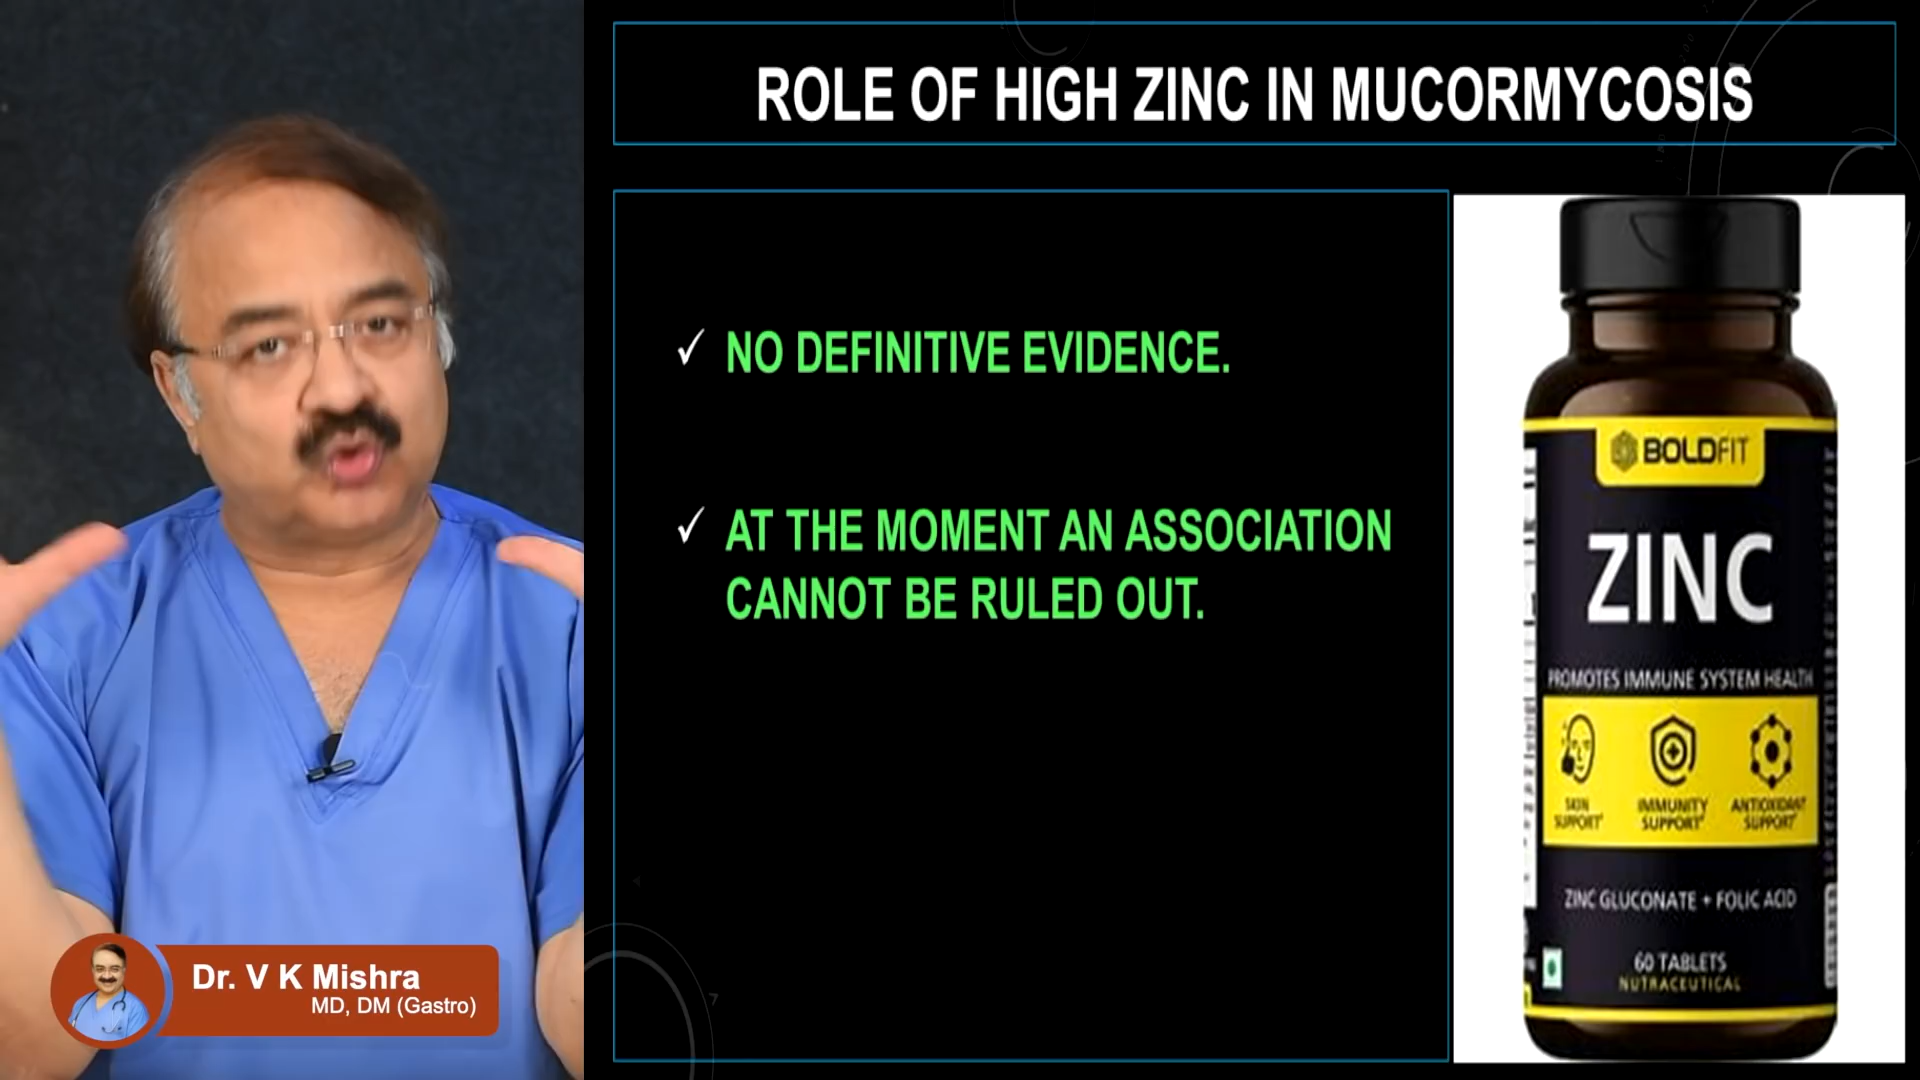 ROLE OF HIGH ZINC IN MUCORMYCOSIS
✓ NO DEFINITIVE EVIDENCE.
✓ AT THE MOMENT AN ASSOCIATION
CANNOT BE RULED OUT.
BOLDFIT
ZINC
PROMOTES IMMUNE SYSTEM HEALTH
SKIN SUPPORT*
IMMUNITY SUPPORT*
ANTIOXIDANT SUPPORT*
ZINC GLUCONATE + FOLIC ACID
60 TABLETS
NUTRACEUTICAL
Dr. V K Mishra
MD, DM (Gastro)